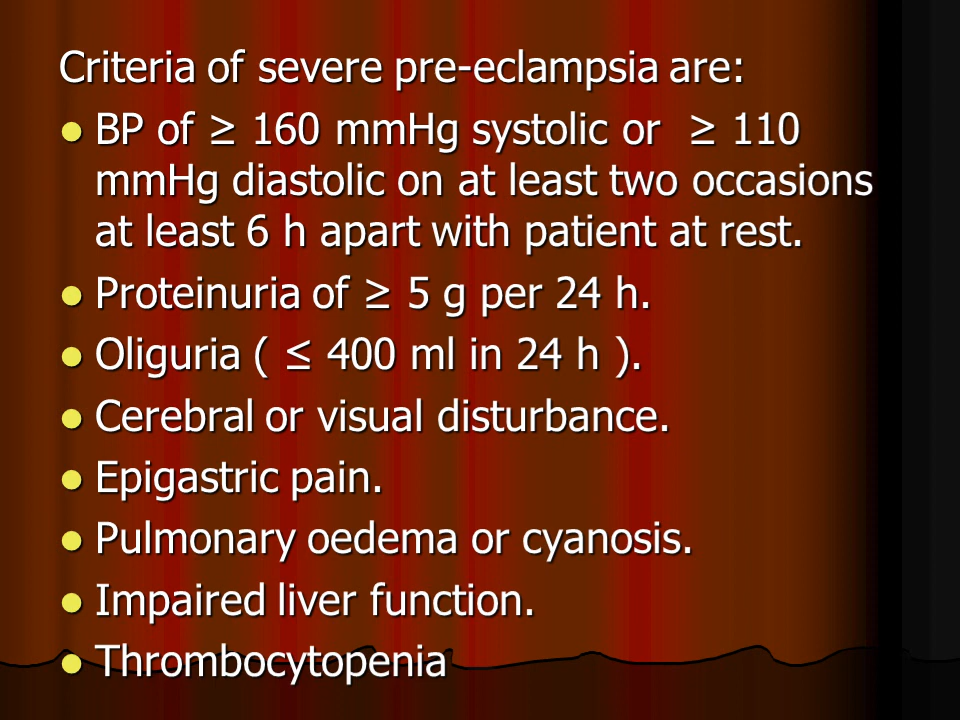 Criteria of severe pre-eclampsia are:
● BP of ≥ 160 mmHg systolic or  ≥ 110
mmHg diastolic on at least two occasions
at least 6 h apart with patient at rest.
● Proteinuria of ≥ 5 g per 24 h.
● Oliguria ( ≤ 400 ml in 24 h ).
● Cerebral or visual disturbance.
● Epigastric pain.
● Pulmonary oedema or cyanosis.
● Impaired liver function.
● Thrombocytopenia